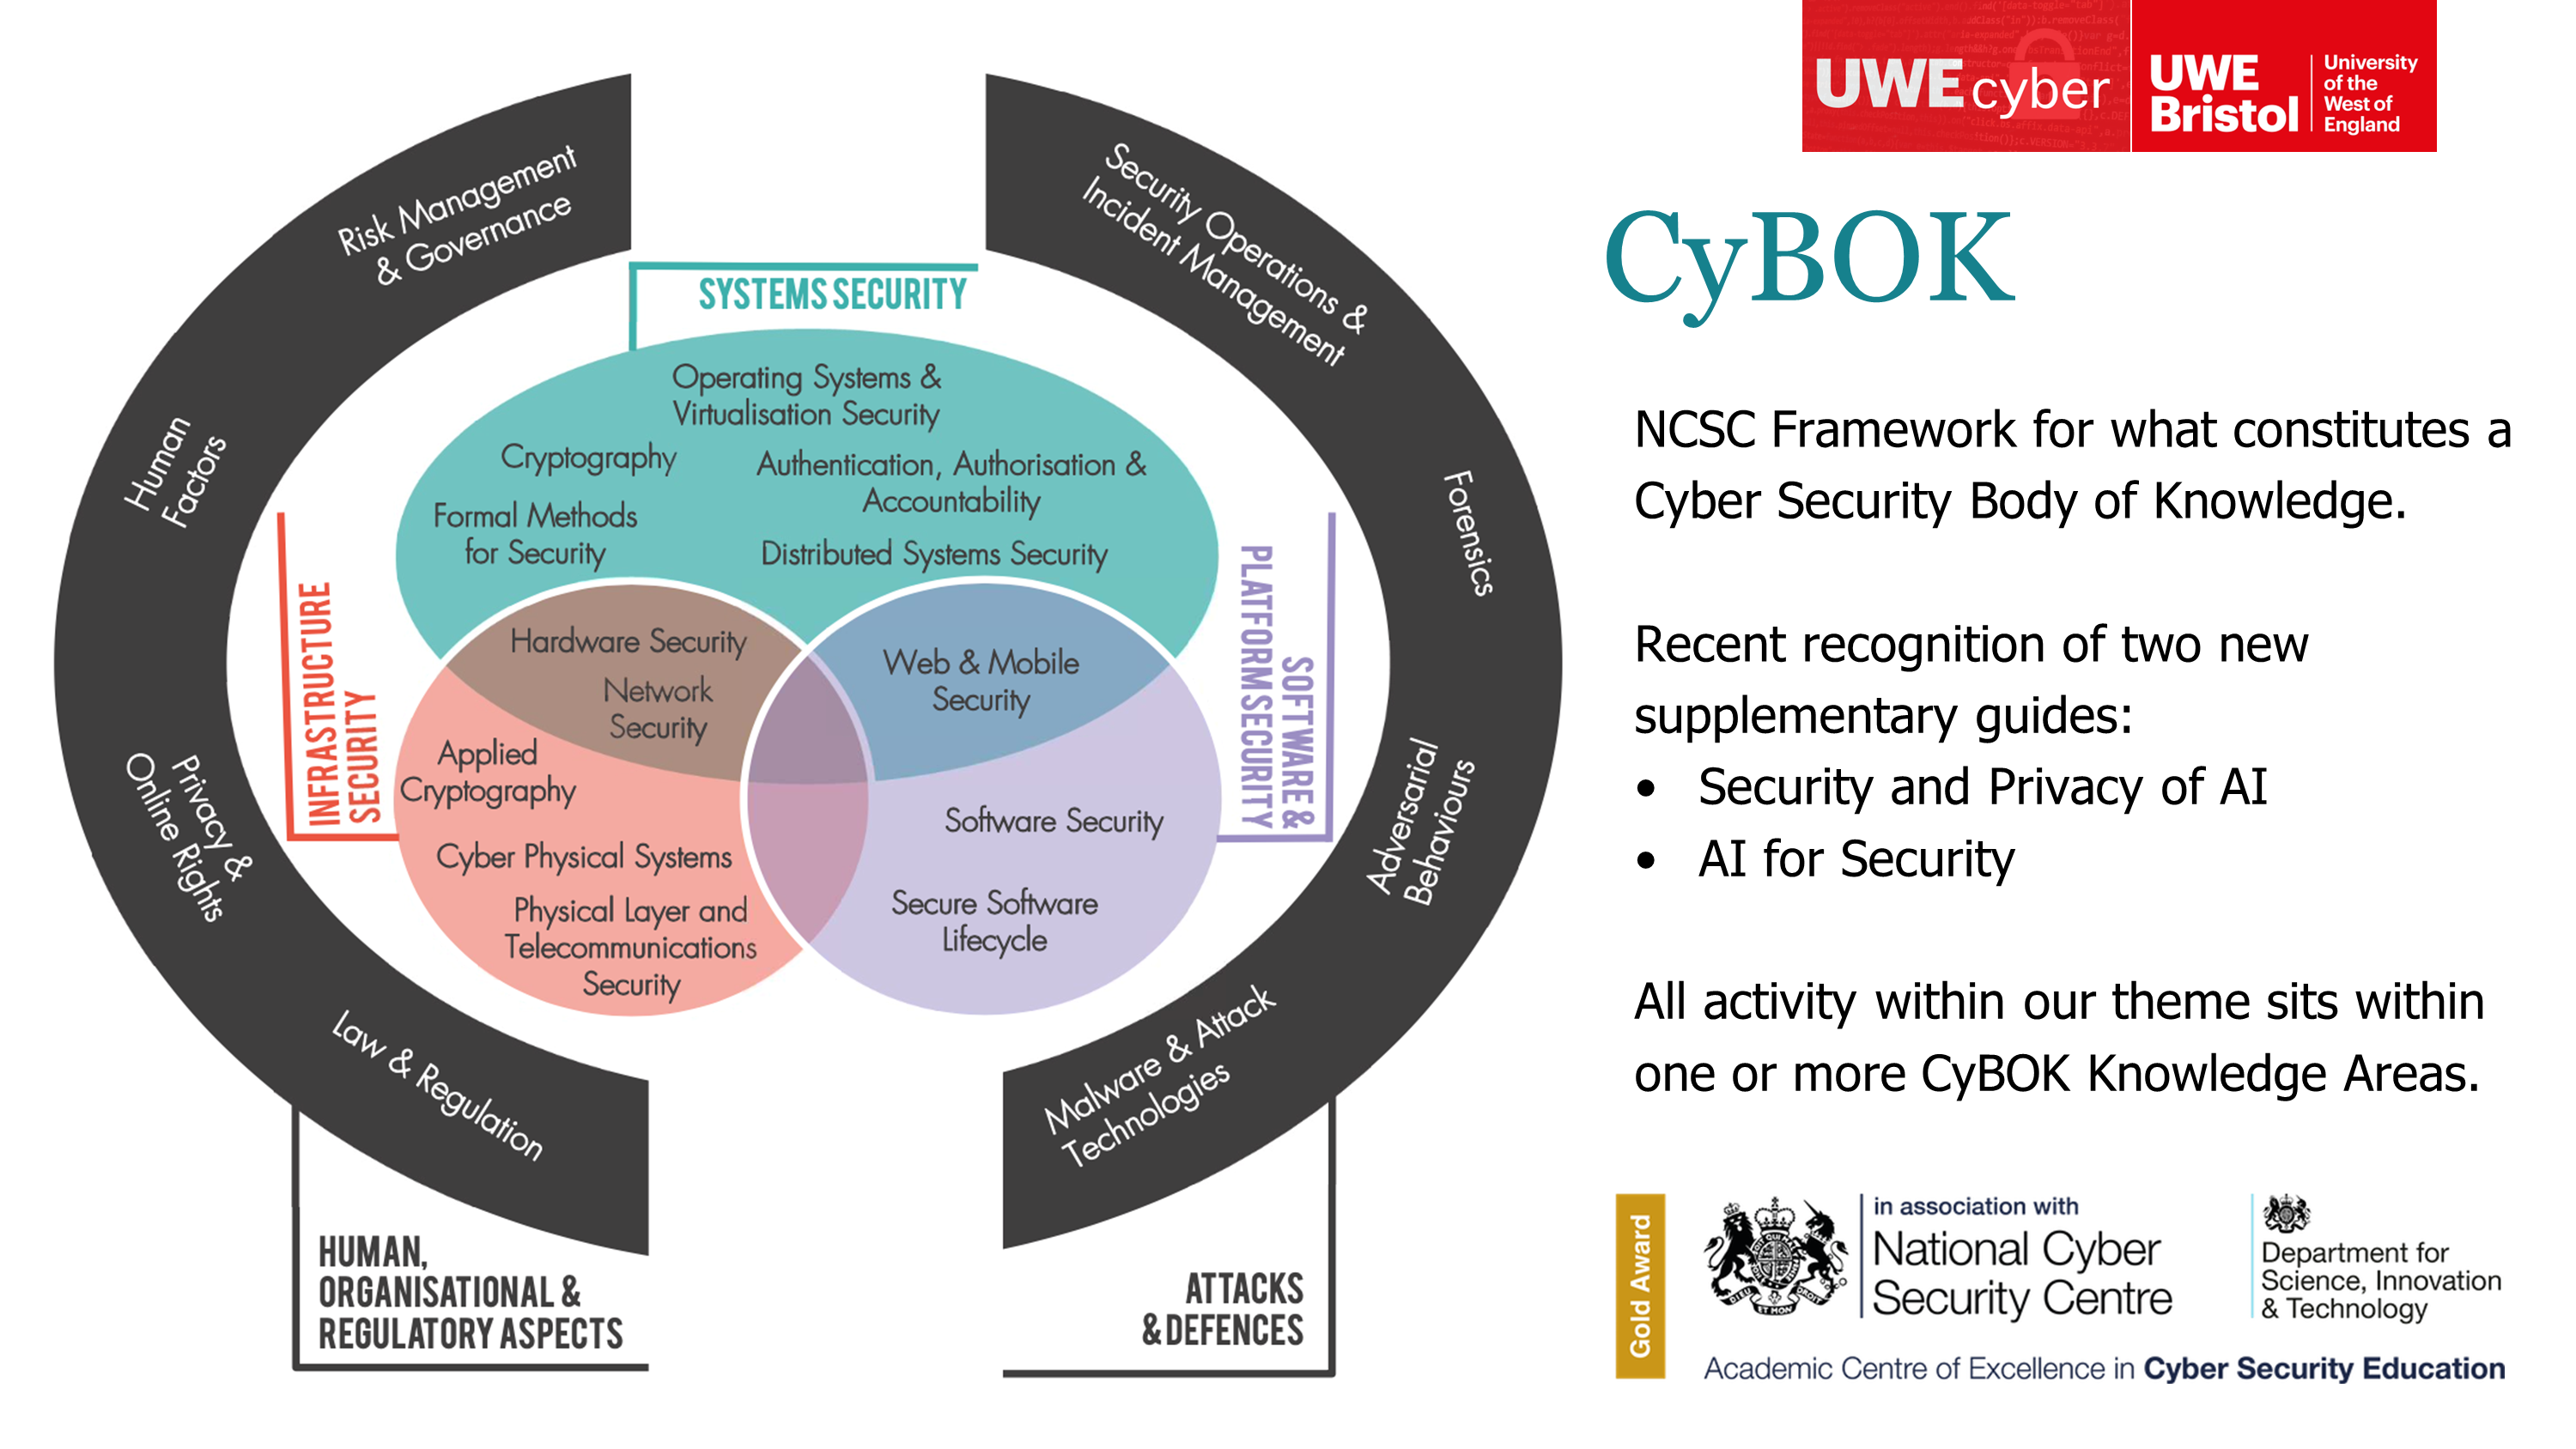 UWE cyber
UWE
Bristol
University
of the
West of
England
CyBOK
Risk Management
& Governance
Human
Factors
Privacy &
Online Rights
Law & Regulation
HUMAN,
ORGANISATIONAL &
REGULATORY ASPECTS
Security Operations &
Incident Management
Forensics
Adversarial
Behaviours
Malware & Attack
Technologies
ATTACKS
& DEFENCES
SYSTEMS SECURITY
Operating Systems &
Virtualisation Security
Cryptography
Authentication, Authorisation &
Accountability
Formal Methods
for Security
Distributed Systems Security
INFRASTRUCTURE
SECURITY
Hardware Security
Network
Security
Applied
Cryptography
Cyber Physical Systems
Physical Layer and
Telecommunications
Security
SOFTWARE &
PLATFORM SECURITY
Web & Mobile
Security
Software Security
Secure Software
Lifecycle
NCSC Framework for what constitutes a
Cyber Security Body of Knowledge.
Recent recognition of two new
supplementary guides:
• Security and Privacy of AI
• AI for Security
All activity within our theme sits within
one or more CyBOK Knowledge Areas.
Gold Award
in association with
National Cyber
Security Centre
Department for
Science, Innovation
& Technology
Academic Centre of Excellence in Cyber Security Education